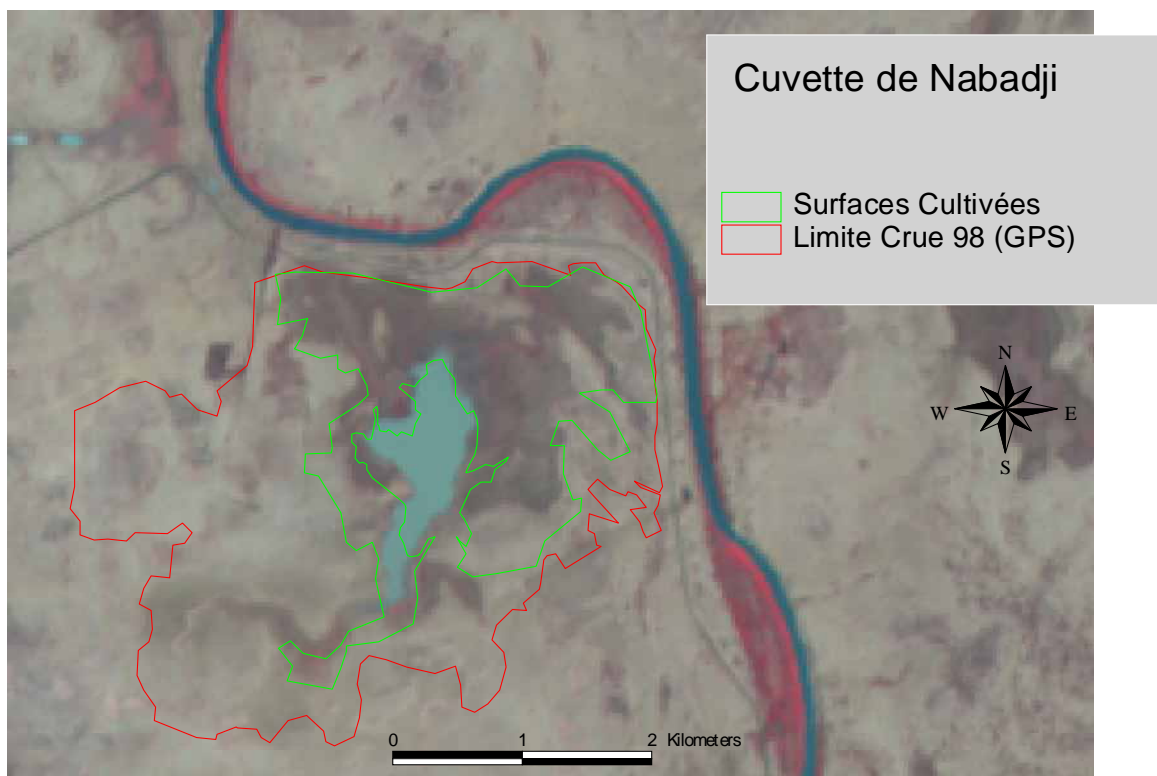 Cuvette de Nabadji
Surfaces Cultivées
Limite Crue 98 (GPS)
N
W E
S
0 1 2 Kilometers